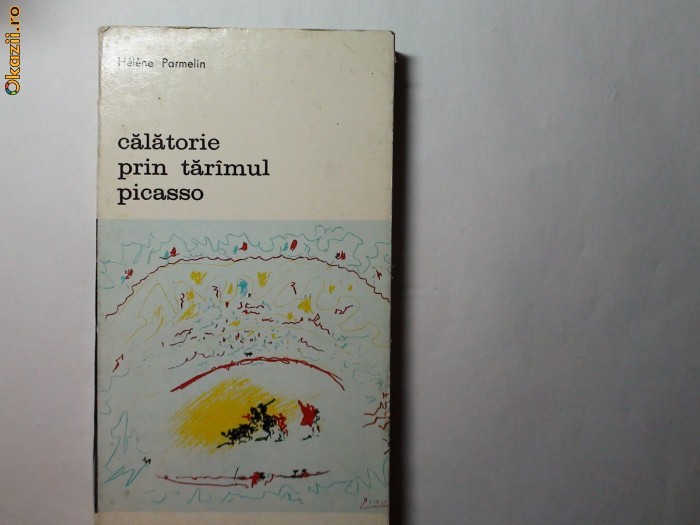 Okazii.ro
Hélène Parmelin
călătorie
prin tărîmul
picasso